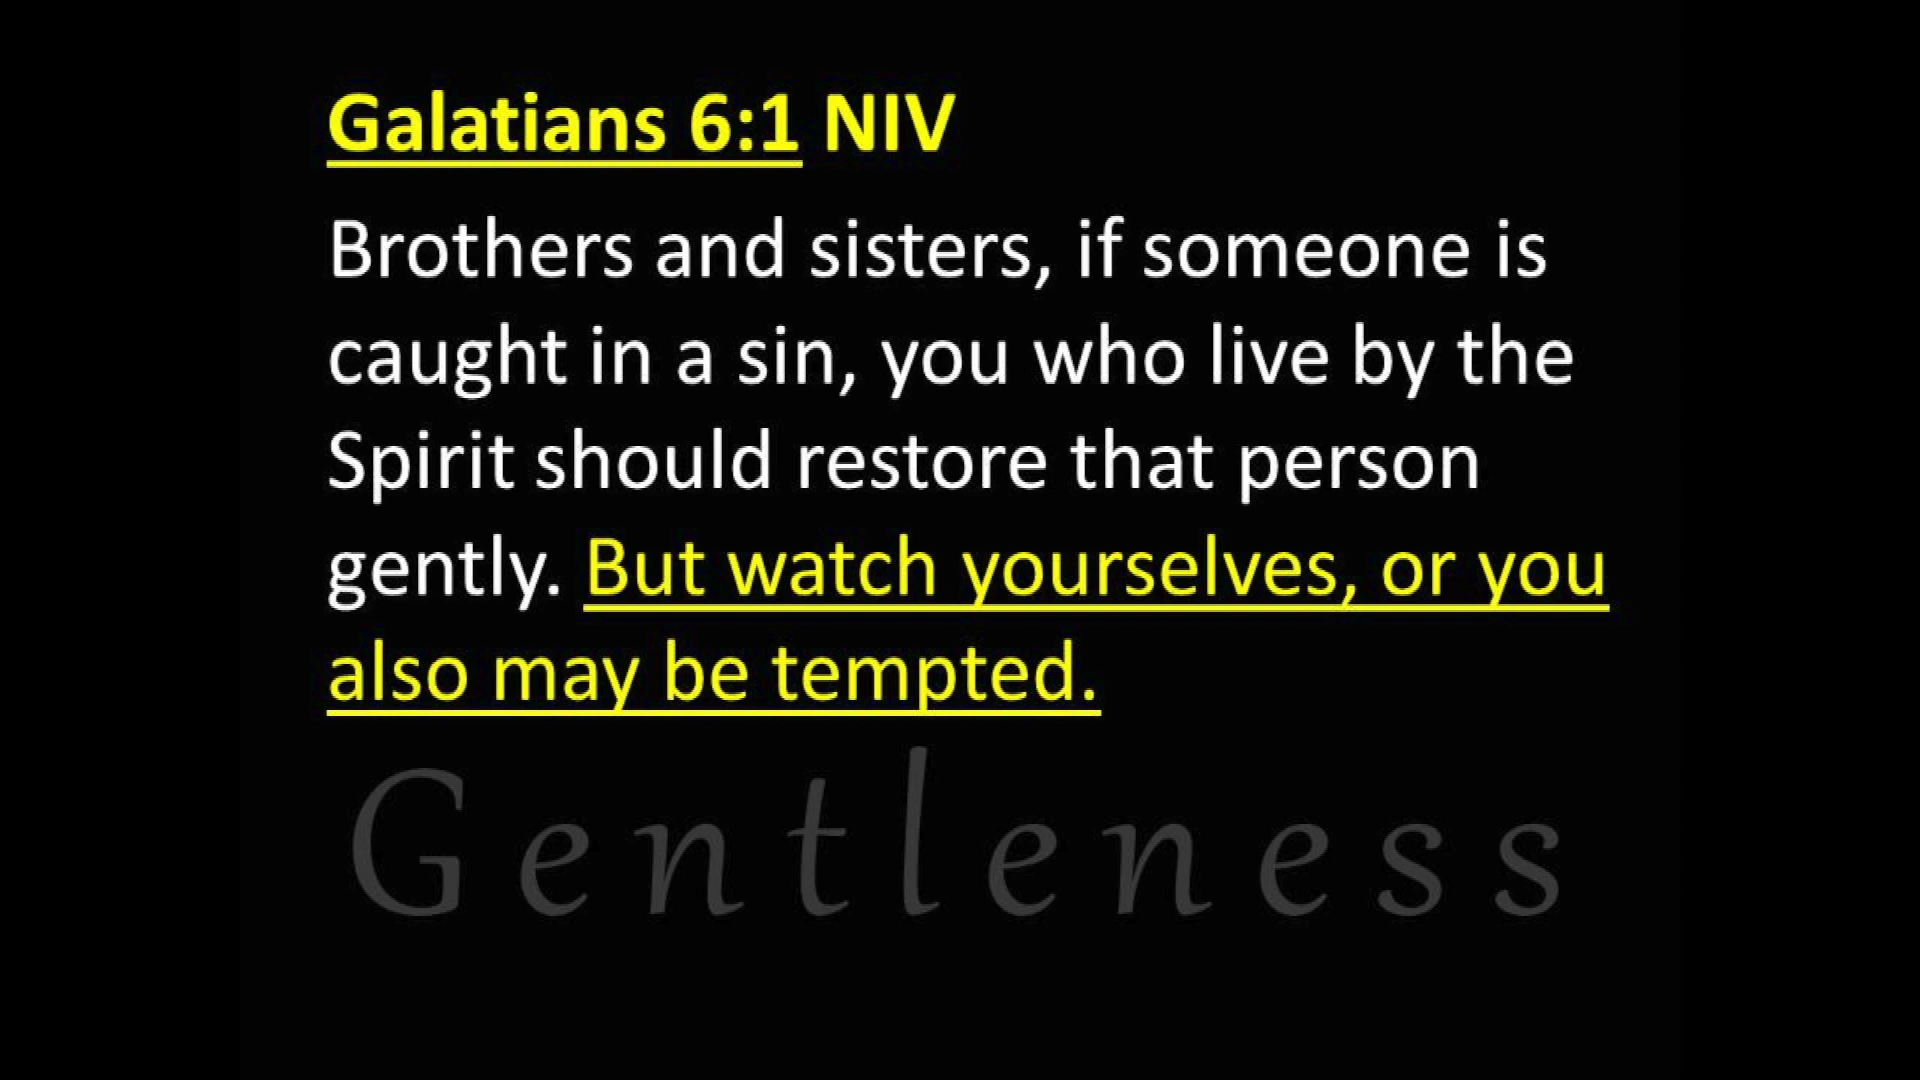 Galatians 6:1 NIV
Brothers and sisters, if someone is
caught in a sin, you who live by the
Spirit should restore that person
gently. But watch yourselves, or you
also may be tempted.
Gentleness